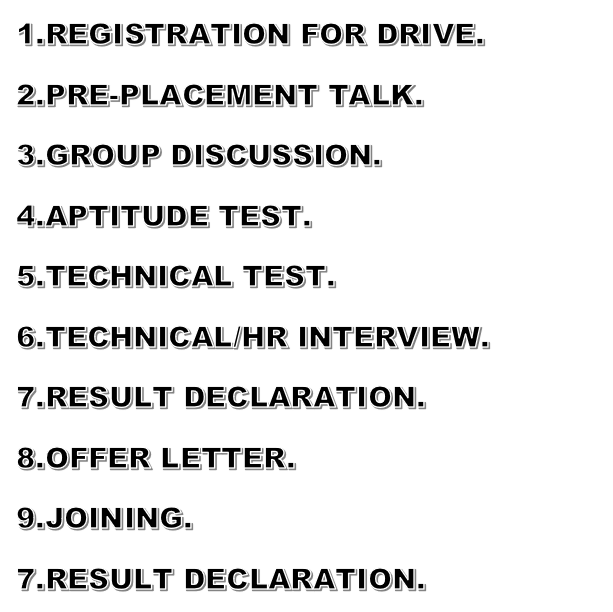 1.REGISTRATION FOR DRIVE.
2.PRE-PLACEMENT TALK.
3.GROUP DISCUSSION.
4.APTITUDE TEST.
5.TECHNICAL TEST.
6.TECHNICAL/HR INTERVIEW.
7.RESULT DECLARATION.
8.OFFER LETTER.
9.JOINING.
7.RESULT DECLARATION.